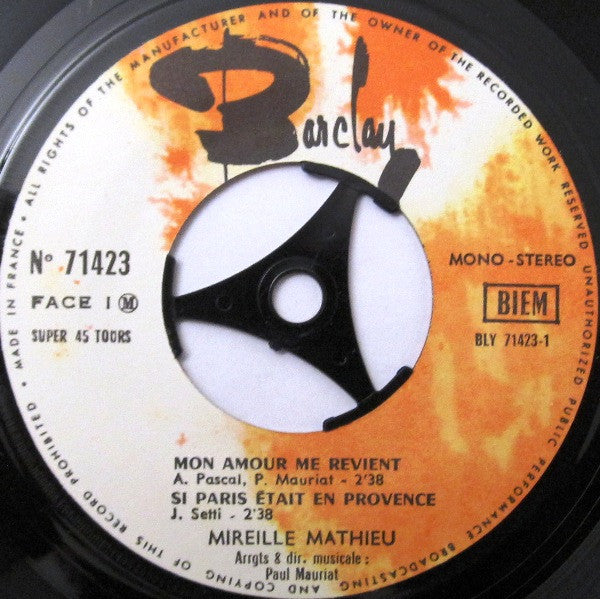 MADE IN FRANCE • ALL RIGHTS OF THE MANUFACTURER AND OF THE OWNER OF THE RECORDED WORK RESERVED UNAUTHORIZED PUBLIC PERFORMANCE BROADCASTING AND COPYING OF THIS RECORD PROHIBITED •
Barclay
N° 71423
FACE 1 M
SUPER 45 TOURS
MONO - STEREO
BIEM
BLY 71423-1
MON AMOUR ME REVIENT
A. Pascal, P. Mauriat - 2'38
SI PARIS ÉTAIT EN PROVENCE
J. Setti - 2'38
MIREILLE MATHIEU
Arrgts & dir. musicale :
Paul Mauriat